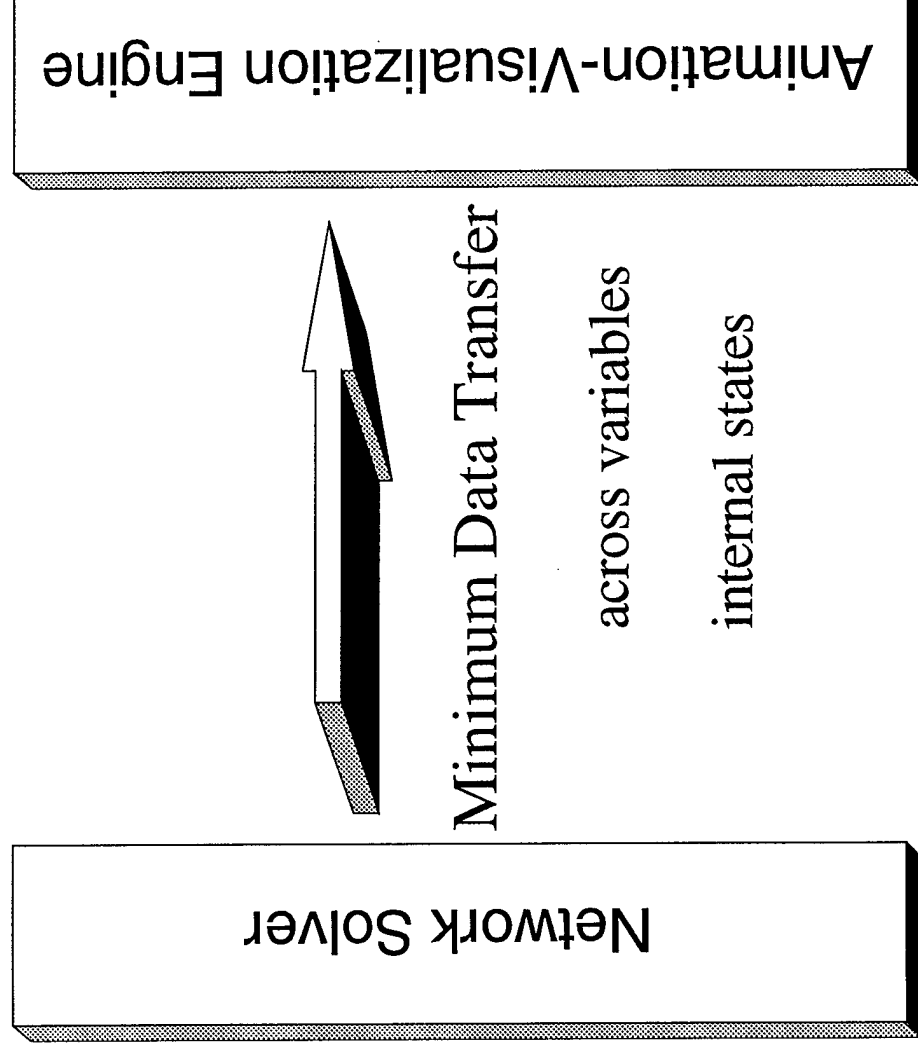 Network Solver
Minimum Data Transfer
across variables
internal states
Animation-Visualization Engine